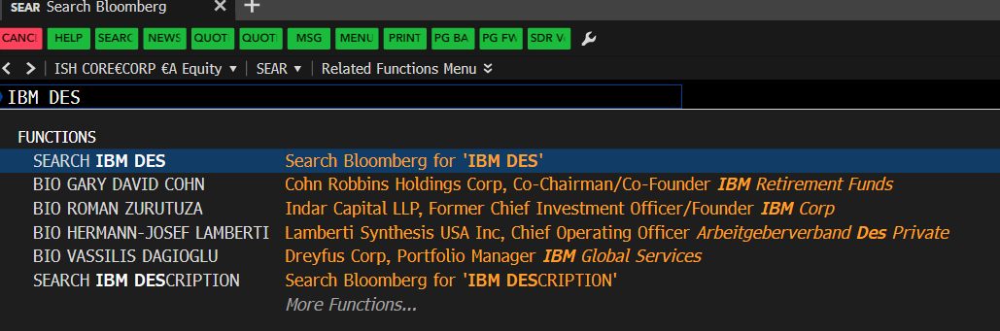 SEAR Search Bloomberg × +
CANC HELP SEARC NEWS QUOT QUOT MSG MENU PRINT PG BA PG FW SDR Va
< > ISH CORE€CORP €A Equity ▾ | SEAR ▾ | Related Functions Menu
IBM DES
FUNCTIONS
SEARCH IBM DES Search Bloomberg for 'IBM DES'
BIO GARY DAVID COHN Cohn Robbins Holdings Corp, Co-Chairman/Co-Founder IBM Retirement Funds
BIO ROMAN ZURUTUZA Indar Capital LLP, Former Chief Investment Officer/Founder IBM Corp
BIO HERMANN-JOSEF LAMBERTI Lamberti Synthesis USA Inc, Chief Operating Officer Arbeitgeberverband Des Private
BIO VASSILIS DAGIOGLU Dreyfus Corp, Portfolio Manager IBM Global Services
SEARCH IBM DESCRIPTION Search Bloomberg for 'IBM DESCRIPTION'
More Functions...